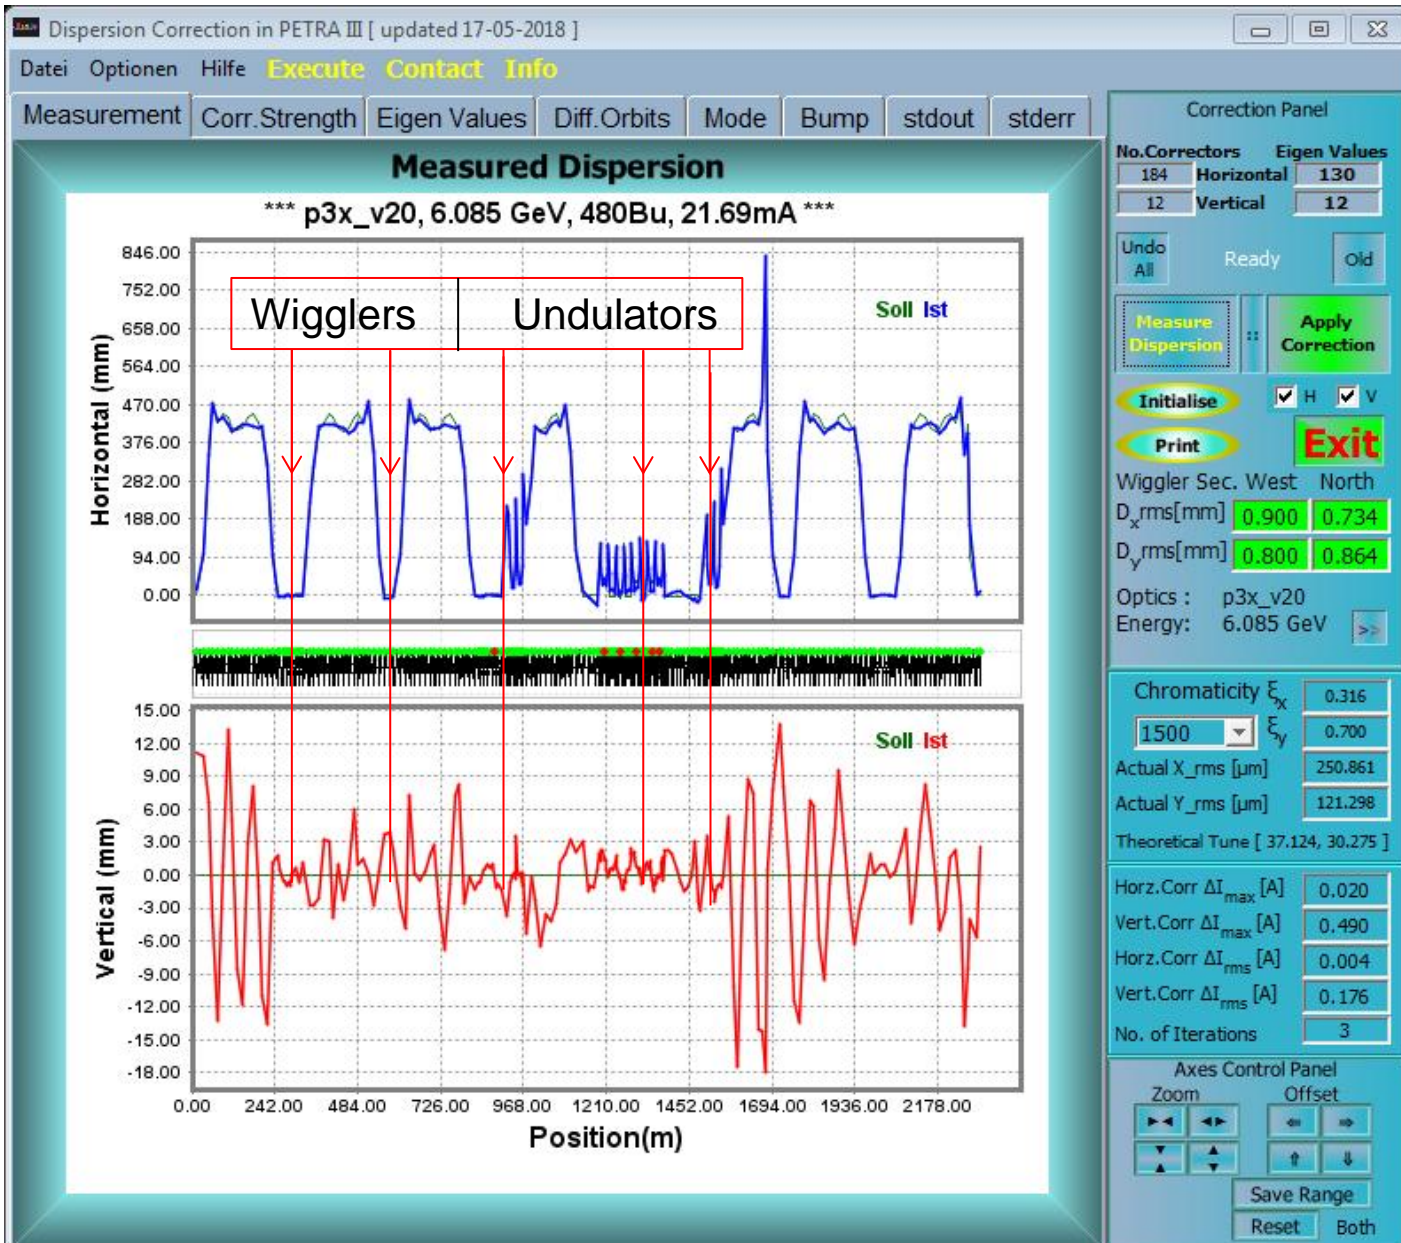 Dispersion Correction in PETRA III [ updated 17-05-2018 ]
Datei Optionen Hilfe Execute Contact Info
Measurement Corr.Strength Eigen Values Diff.Orbits Mode Bump stdout stderr
Measured Dispersion
*** p3x_v20, 6.085 GeV, 480Bu, 21.69mA ***
Wigglers Undulators
Soll Ist
Horizontal (mm)
846.00
752.00
658.00
564.00
470.00
376.00
282.00
188.00
94.00
0.00
Soll Ist
Vertical (mm)
15.00
12.00
9.00
6.00
3.00
0.00
-3.00
-6.00
-9.00
-12.00
-15.00
-18.00
0.00 242.00 484.00 726.00 968.00 1210.00 1452.00 1694.00 1936.00 2178.00
Position(m)
Correction Panel
No.Correctors Eigen Values
184 Horizontal 130
12 Vertical 12
Undo All Ready Old
Measure Dispersion :: Apply Correction
Initialise H V
Print Exit
Wiggler Sec. West North
Dxrms[mm] 0.900 0.734
Dyrms[mm] 0.800 0.864
Optics : p3x_v20
Energy: 6.085 GeV >>
Chromaticity ξx 0.316
1500 ξy 0.700
Actual X_rms [µm] 250.861
Actual Y_rms [µm] 121.298
Theoretical Tune [ 37.124, 30.275 ]
Horz.Corr ΔImax [A] 0.020
Vert.Corr ΔImax [A] 0.490
Horz.Corr ΔIrms [A] 0.004
Vert.Corr ΔIrms [A] 0.176
No. of Iterations 3
Axes Control Panel
Zoom Offset
Save Range
Reset Both